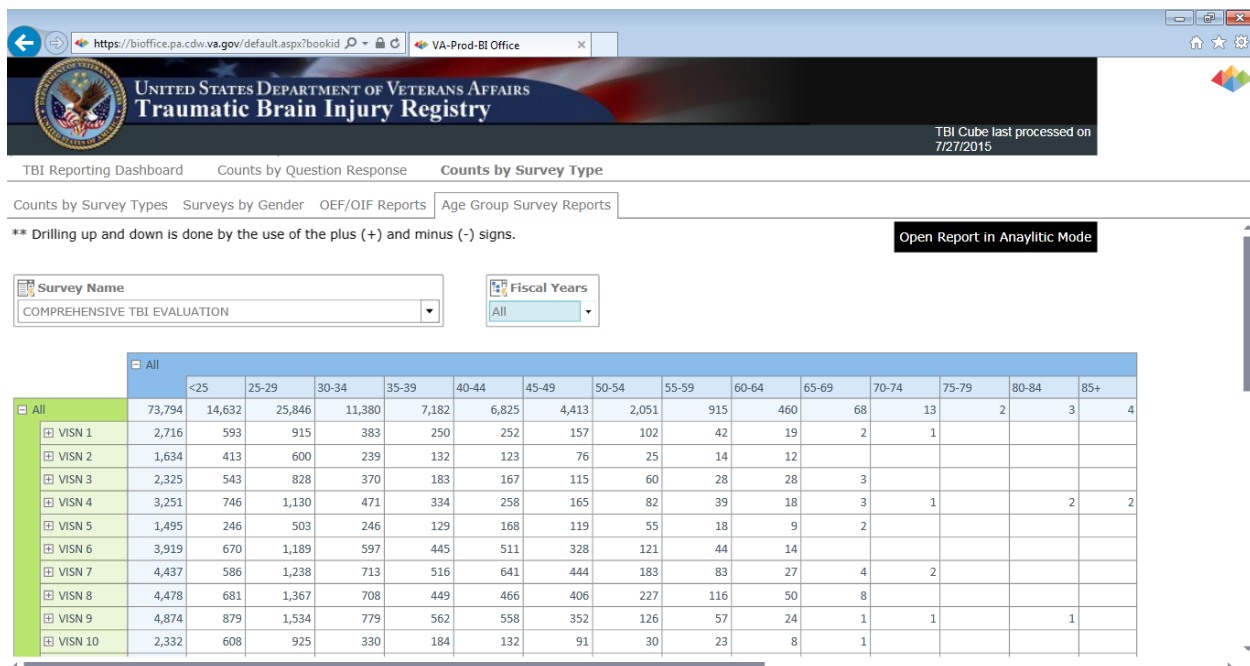 https://bioffice.pa.cdw.va.gov/default.aspx?bookid VA-Prod-BI Office
UNITED STATES DEPARTMENT OF VETERANS AFFAIRS
Traumatic Brain Injury Registry
TBI Cube last processed on
7/27/2015
TBI Reporting Dashboard Counts by Question Response Counts by Survey Type
Counts by Survey Types Surveys by Gender OEF/OIF Reports Age Group Survey Reports
** Drilling up and down is done by the use of the plus (+) and minus (-) signs. Open Report in Anaylitic Mode
Survey Name Fiscal Years
COMPREHENSIVE TBI EVALUATION All
All
<25 25-29 30-34 35-39 40-44 45-49 50-54 55-59 60-64 65-69 70-74 75-79 80-84 85+
All 73,794 14,632 25,846 11,380 7,182 6,825 4,413 2,051 915 460 68 13 2 3 4
VISN 1 2,716 593 915 383 250 252 157 102 42 19 2 1
VISN 2 1,634 413 600 239 132 123 76 25 14 12
VISN 3 2,325 543 828 370 183 167 115 60 28 28 3
VISN 4 3,251 746 1,130 471 334 258 165 82 39 18 3 1 2 2
VISN 5 1,495 246 503 246 129 168 119 55 18 9 2
VISN 6 3,919 670 1,189 597 445 511 328 121 44 14
VISN 7 4,437 586 1,238 713 516 641 444 183 83 27 4 2
VISN 8 4,478 681 1,367 708 449 466 406 227 116 50 8
VISN 9 4,874 879 1,534 779 562 558 352 126 57 24 1 1 1
VISN 10 2,332 608 925 330 184 132 91 30 23 8 1